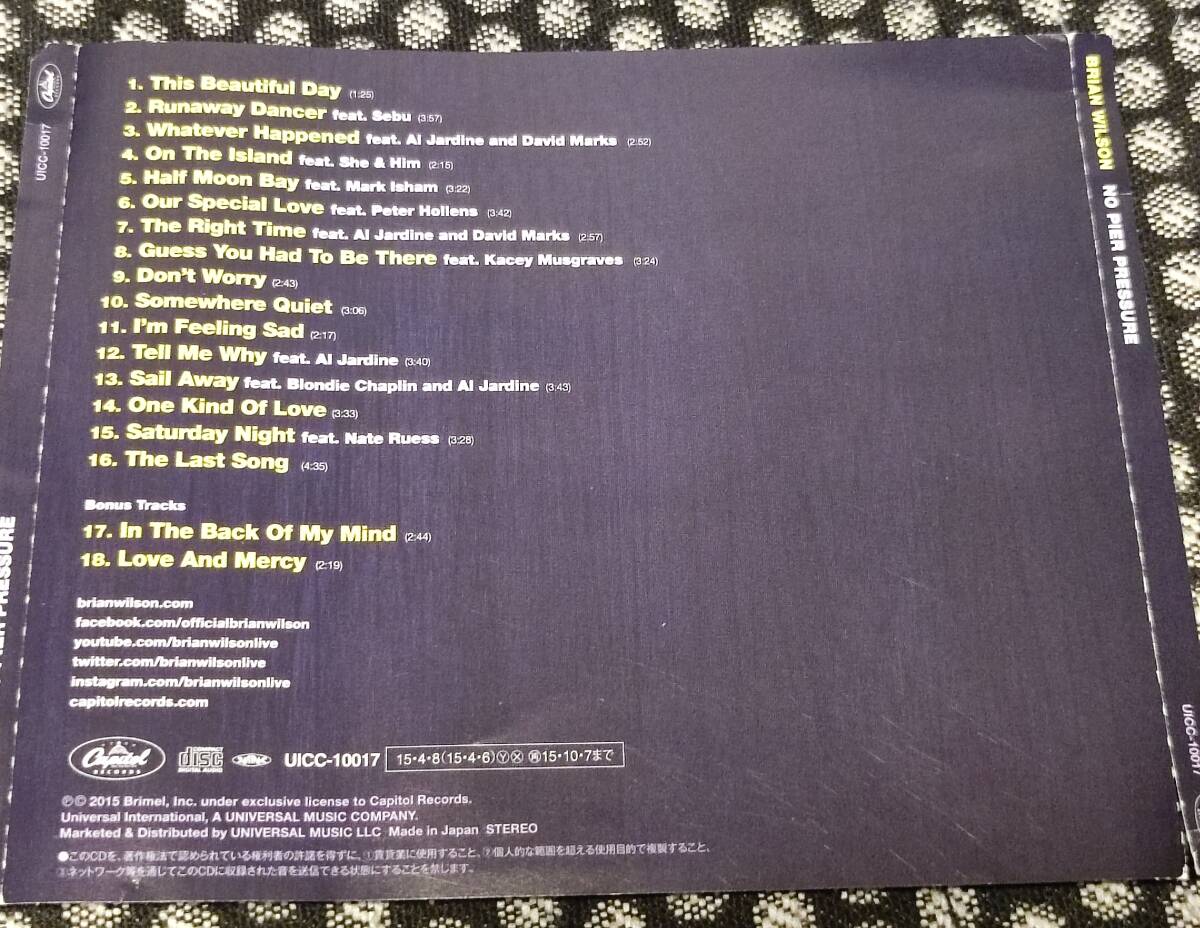 1. This Beautiful Day (1:25)
2. Runaway Dancer feat. Sebu (3:57)
3. Whatever Happened feat. Al Jardine and David Marks (2:52)
4. On The Island feat. She & Him (2:15)
5. Half Moon Bay feat. Mark Isham (3:22)
6. Our Special Love feat. Peter Hollens (3:42)
7. The Right Time feat. Al Jardine and David Marks (2:57)
8. Guess You Had To Be There feat. Kacey Musgraves (3:24)
9. Don't Worry (2:43)
10. Somewhere Quiet (3:06)
11. I'm Feeling Sad (2:17)
12. Tell Me Why feat. Al Jardine (3:40)
13. Sail Away feat. Blondie Chaplin and Al Jardine (3:43)
14. One Kind Of Love (3:33)
15. Saturday Night feat. Nate Ruess (3:28)
16. The Last Song (4:35)
Bonus Tracks
17. In The Back Of My Mind (2:44)
18. Love And Mercy (2:19)
brianwilson.com
facebook.com/officialbrianwilson
youtube.com/brianwilsonlive
twitter.com/brianwilsonlive
instagram.com/brianwilsonlive
capitolrecords.com
Capitol RECORDS COMPACT disc DIGITAL AUDIO UICC-10017 15・4・8(15・4・6)ⓎⓍ ㊑15・10・7まで
ⓅⒸ 2015 Brimel, Inc. under exclusive license to Capitol Records.
Universal International, A UNIVERSAL MUSIC COMPANY.
Marketed & Distributed by UNIVERSAL MUSIC LLC Made in Japan STEREO
●このCDを、著作権法で認められている権利者の許諾を得ずに、①賃貸業に使用すること、②個人的な範囲を超える使用目的で複製すること、
③ネットワーク等を通じてこのCDに収録された音を送信できる状態にすることを禁じます。
Capitol
UICC-10017
PIER PRESSURE
BRIAN WILSON NO PIER PRESSURE
UICC-1001